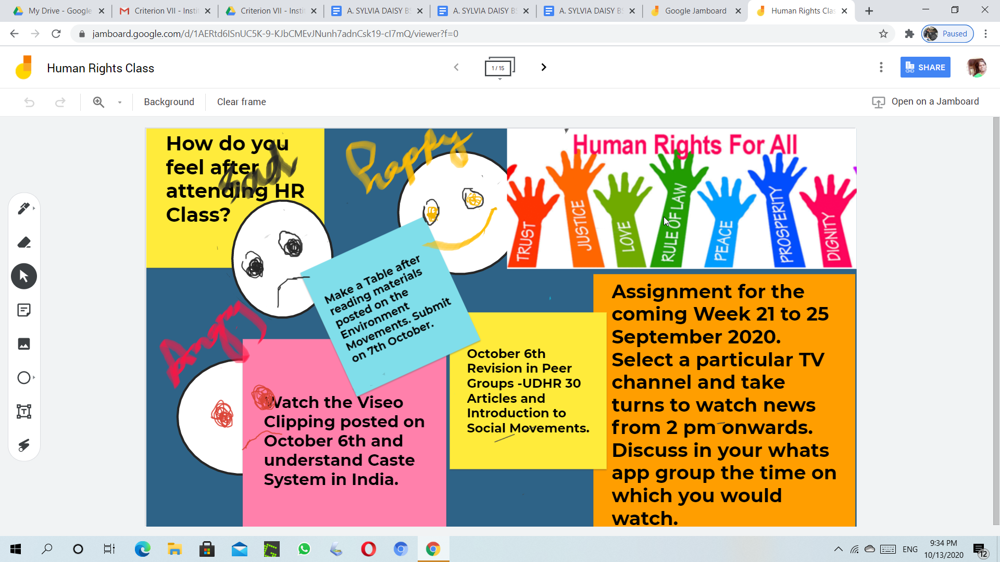 My Drive - Google
Criterion VII - Insti
Criterion VII - Instit
A. SYLVIA DAISY BS
A. SYLVIA DAISY BS
A. SYLVIA DAISY BS
Google Jamboard
Human Rights Clas
jamboard.google.com/d/1AERtd6ISnUC5K-9-KJbCMEvJNunh7adnCsk19-cI7mQ/viewer?f=0
Paused
Human Rights Class
1 / 15
SHARE
Background
Clear frame
Open on a Jamboard
How do you
feel after
attending HR
Class?
sad
happy
Angry
Human Rights For All
TRUST
JUSTICE
LOVE
RULE OF LAW
PEACE
PROSPERITY
DIGNITY
Make a Table after
reading materials
posted on the
Environment
Movements. Submit
on 7th October.
Watch the Viseo
Clipping posted on
October 6th and
understand Caste
System in India.
October 6th
Revision in Peer
Groups -UDHR 30
Articles and
Introduction to
Social Movements.
Assignment for the
coming Week 21 to 25
September 2020.
Select a particular TV
channel and take
turns to watch news
from 2 pm onwards.
Discuss in your whats
app group the time on
which you would
watch.
ENG
9:34 PM
10/13/2020
12